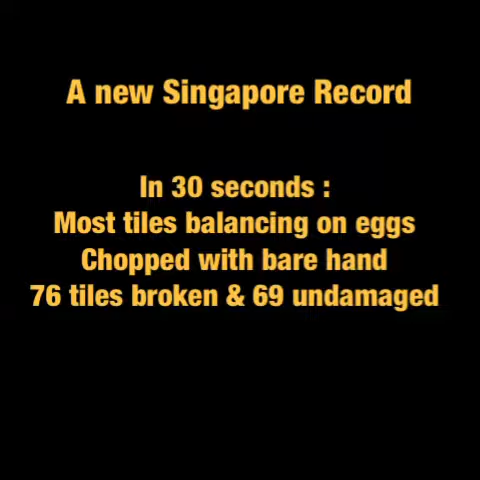 A new Singapore Record
In 30 seconds :
Most tiles balancing on eggs
Chopped with bare hand
76 tiles broken & 69 undamaged